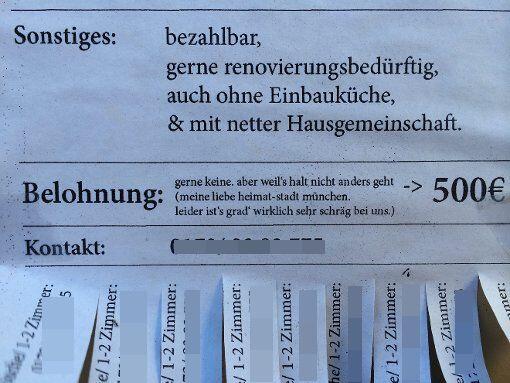 Sonstiges: bezahlbar,
gerne renovierungsbedürftig,
auch ohne Einbauküche,
& mit netter Hausgemeinschaft.
Belohnung: gerne keine. aber weil's halt nicht anders geht -> 500€
(meine liebe heimat-stadt münchen.
leider ist's grad' wirklich sehr schräg bei uns.)
Kontakt:
/ 1-2 Zimmer:
e/ 1-2 Zimmer:
e/ 1-2 Zimmer:
e/ 1-2 Zimmer:
he/ 1-2 Zimmer:
he/ 1-2 Zimmer:
he/ 1-2 Zimmer:
1-2 Zimmer: